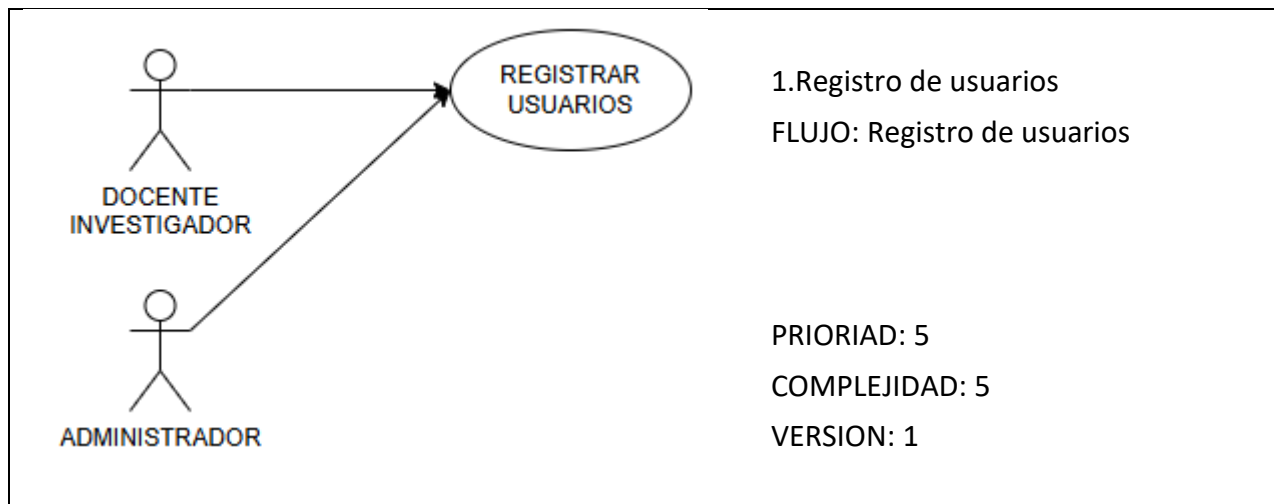 REGISTRAR
USUARIOS
DOCENTE
INVESTIGADOR
ADMINISTRADOR
1.Registro de usuarios
FLUJO: Registro de usuarios
PRIORIAD: 5
COMPLEJIDAD: 5
VERSION: 1